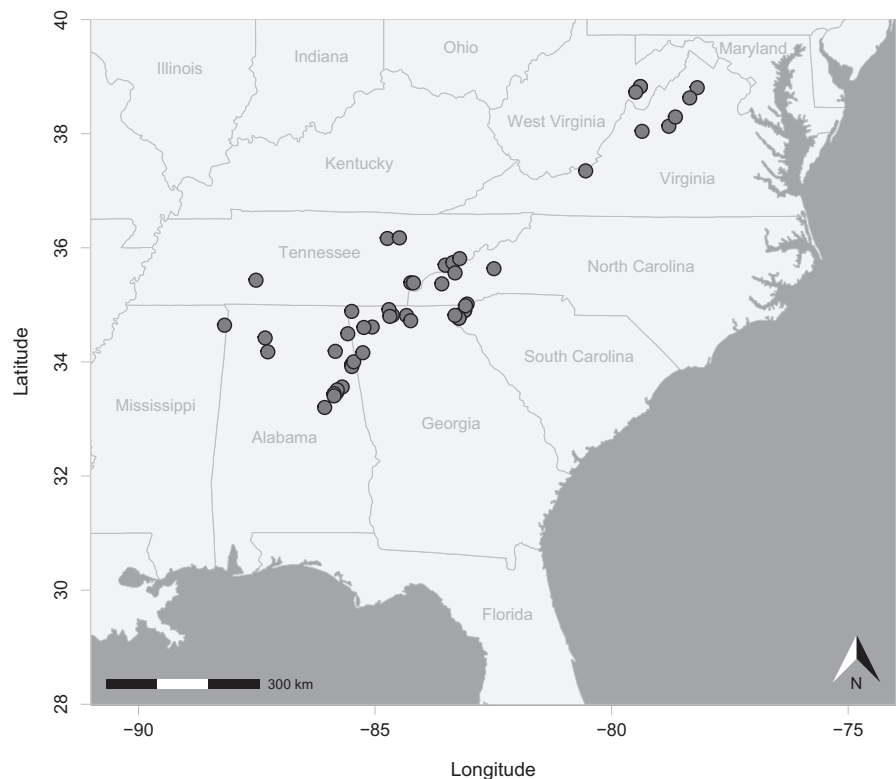 40
38
36
34
32
30
28
Latitude
Illinois
Indiana
Ohio
Maryland
West Virginia
Kentucky
Virginia
Tennessee
North Carolina
South Carolina
Mississippi
Alabama
Georgia
Florida
300 km
N
−90
−85
−80
−75
Longitude